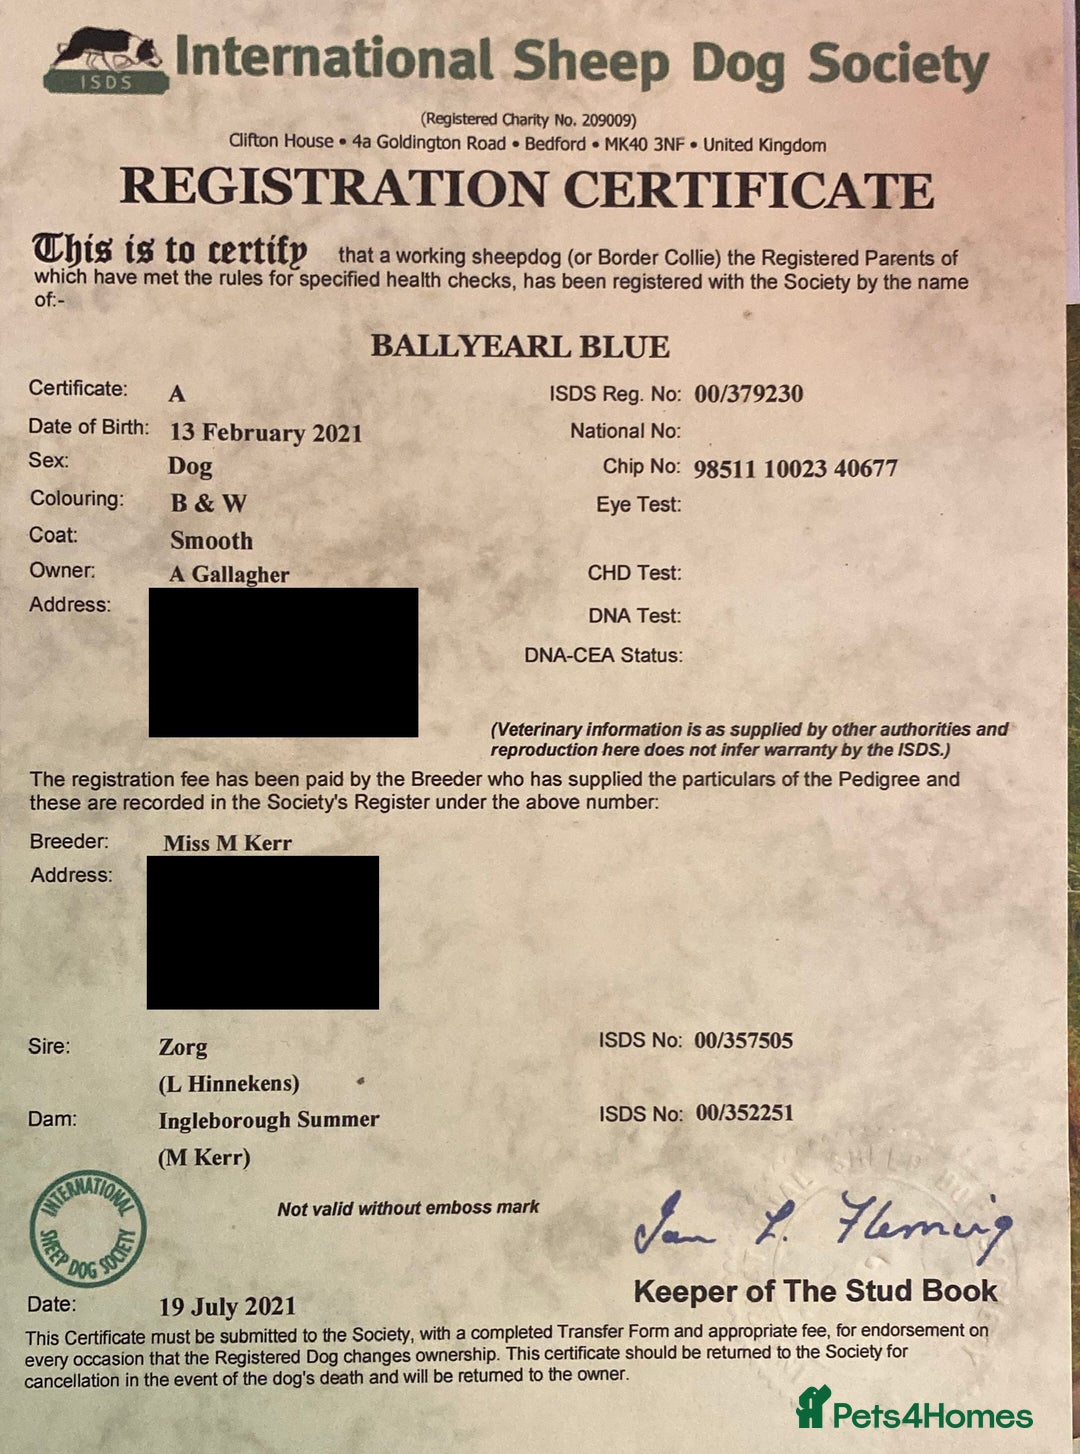 ISDS
International Sheep Dog Society
(Registered Charity No. 209009)
Clifton House • 4a Goldington Road • Bedford • MK40 3NF • United Kingdom
REGISTRATION CERTIFICATE
This is to certify that a working sheepdog (or Border Collie) the Registered Parents of
which have met the rules for specified health checks, has been registered with the Society by the name
of:-
BALLYEARL BLUE
Certificate: A ISDS Reg. No: 00/379230
Date of Birth: 13 February 2021 National No:
Sex: Dog Chip No: 98511 10023 40677
Colouring: B & W Eye Test:
Coat: Smooth
Owner: A Gallagher CHD Test:
Address: DNA Test:
DNA-CEA Status:
(Veterinary information is as supplied by other authorities and
reproduction here does not infer warranty by the ISDS.)
The registration fee has been paid by the Breeder who has supplied the particulars of the Pedigree and
these are recorded in the Society's Register under the above number:
Breeder: Miss M Kerr
Address:
Sire: Zorg ISDS No: 00/357505
(L Hinnekens)
Dam: Ingleborough Summer ISDS No: 00/352251
(M Kerr)
INTERNATIONAL SHEEP DOG SOCIETY
Not valid without emboss mark
Ian L. Fleming
Keeper of The Stud Book
Date: 19 July 2021
This Certificate must be submitted to the Society, with a completed Transfer Form and appropriate fee, for endorsement on
every occasion that the Registered Dog changes ownership. This certificate should be returned to the Society for
cancellation in the event of the dog's death and will be returned to the owner.
Pets4Homes